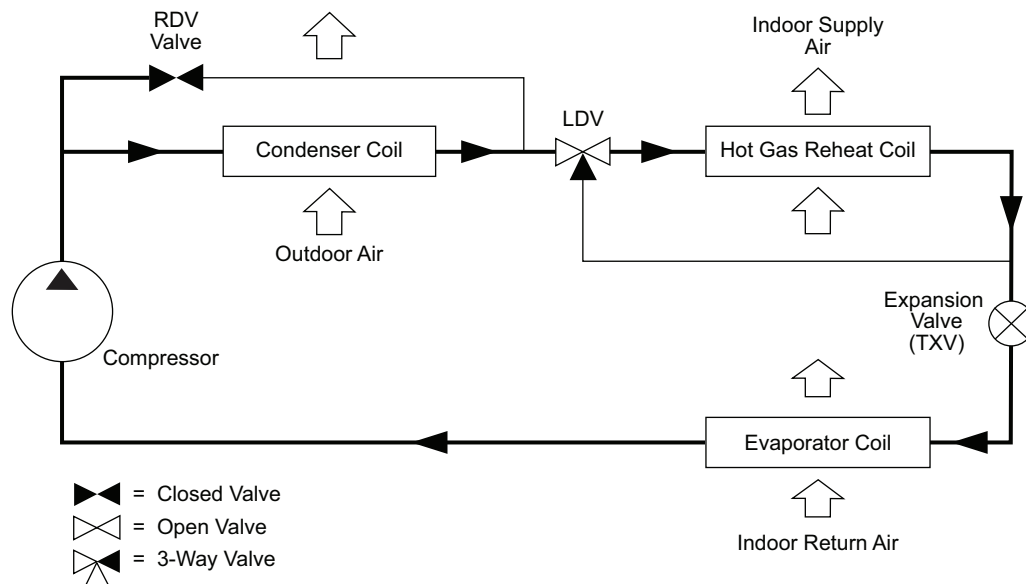 RDV
Valve
Indoor Supply
Air
LDV
Condenser Coil
Hot Gas Reheat Coil
Outdoor Air
Expansion
Valve
(TXV)
Compressor
Evaporator Coil
= Closed Valve
= Open Valve
= 3-Way Valve
Indoor Return Air